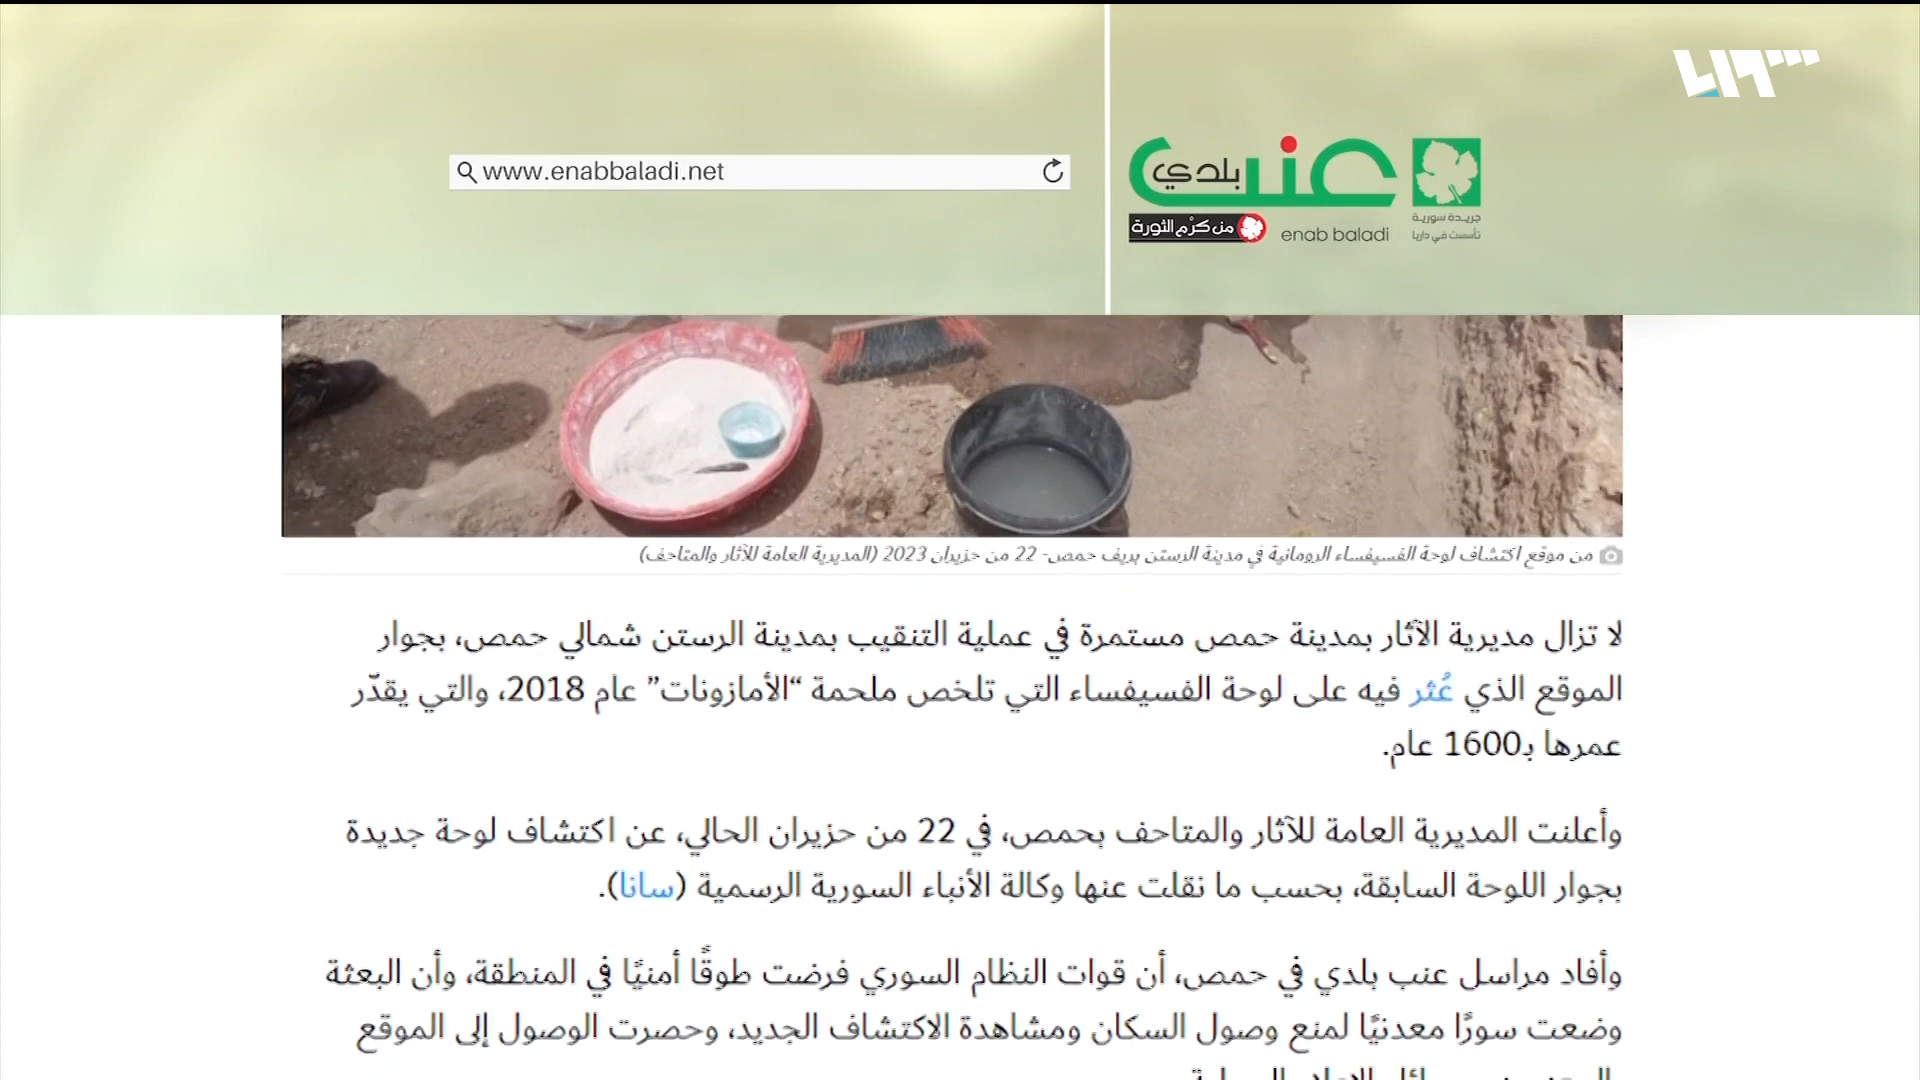 www.enabbaladi.net
عنب بلدي
من كرْم الثورة
enab baladi
جريدة سورية
تأسست في داريا
من موقع اكتشاف لوحة الفسيفساء الرومانية في مدينة الرستن بريف حمص- 22 من حزيران 2023 (المديرية العامة للآثار والمتاحف)
لا تزال مديرية الآثار بمدينة حمص مستمرة في عملية التنقيب بمدينة الرستن شمالي حمص، بجوار
الموقع الذي عُثر فيه على لوحة الفسيفساء التي تلخص ملحمة “الأمازونات” عام 2018، والتي يقدّر
عمرها بـ1600 عام.
وأعلنت المديرية العامة للآثار والمتاحف بحمص، في 22 من حزيران الحالي، عن اكتشاف لوحة جديدة
بجوار اللوحة السابقة، بحسب ما نقلت عنها وكالة الأنباء السورية الرسمية (سانا).
وأفاد مراسل عنب بلدي في حمص، أن قوات النظام السوري فرضت طوقًا أمنيًا في المنطقة، وأن البعثة
وضعت سورًا معدنيًا لمنع وصول السكان ومشاهدة الاكتشاف الجديد، وحصرت الوصول إلى الموقع